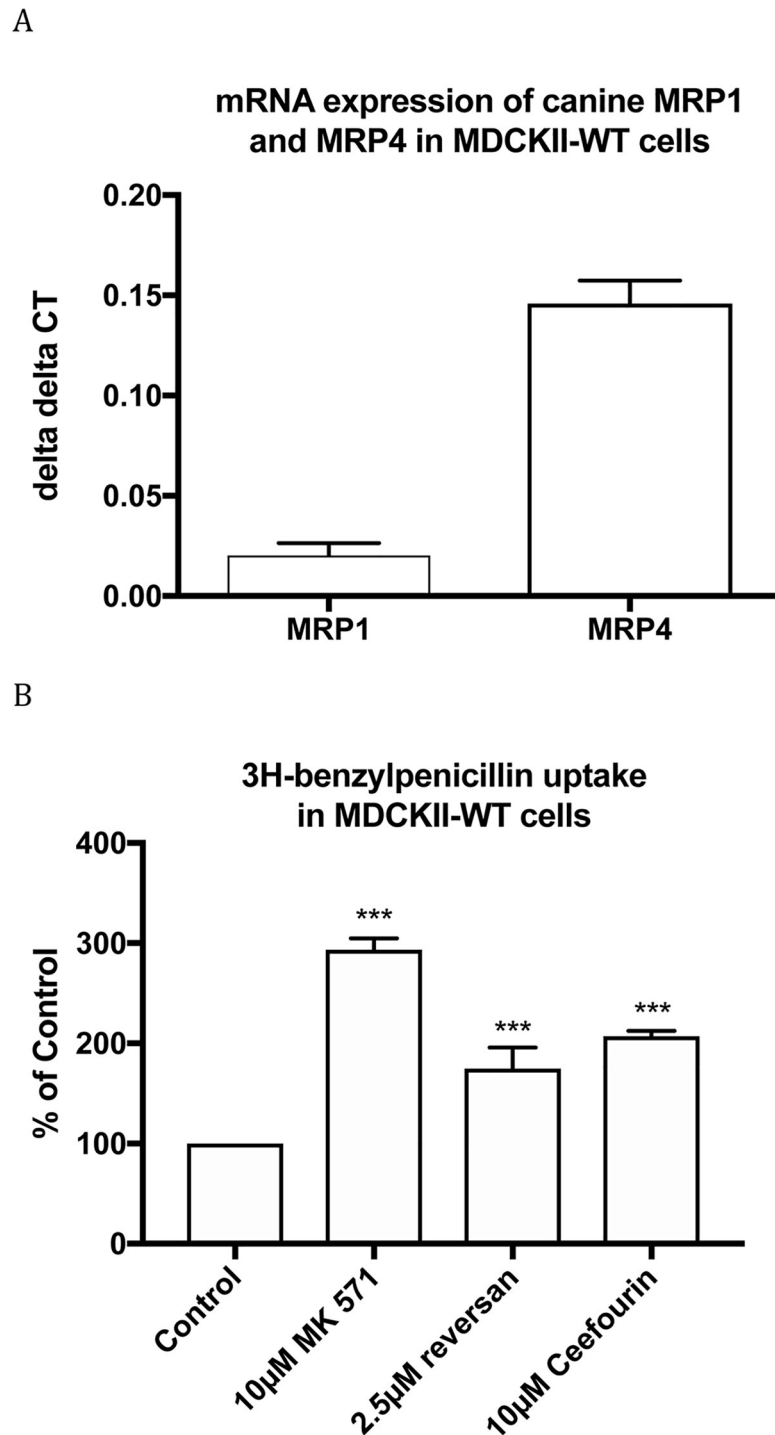 A
mRNA expression of canine MRP1
and MRP4 in MDCKII-WT cells
delta delta CT
0.20
0.15
0.10
0.05
0.00
MRP1 MRP4
B
3H-benzylpenicillin uptake
in MDCKII-WT cells
% of Control
400
300
200
100
0
***
***
***
Control
10µM MK 571
2.5µM reversan
10µM Ceefourin